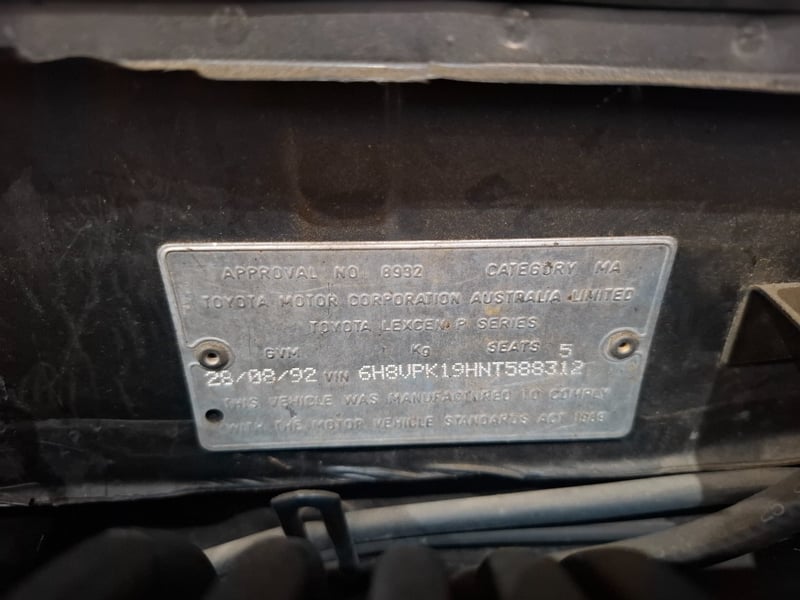 APPROVAL NO 8932 CATEGORY MA
TOYOTA MOTOR CORPORATION AUSTRALIA LIMITED
TOYOTA LEXCEN P SERIES
GVM Kg SEATS 5
28/08/92 VIN 6H8VPK19HNT588312
THIS VEHICLE WAS MANUFACTURED TO COMPLY
WITH THE MOTOR VEHICLE STANDARDS ACT 1989